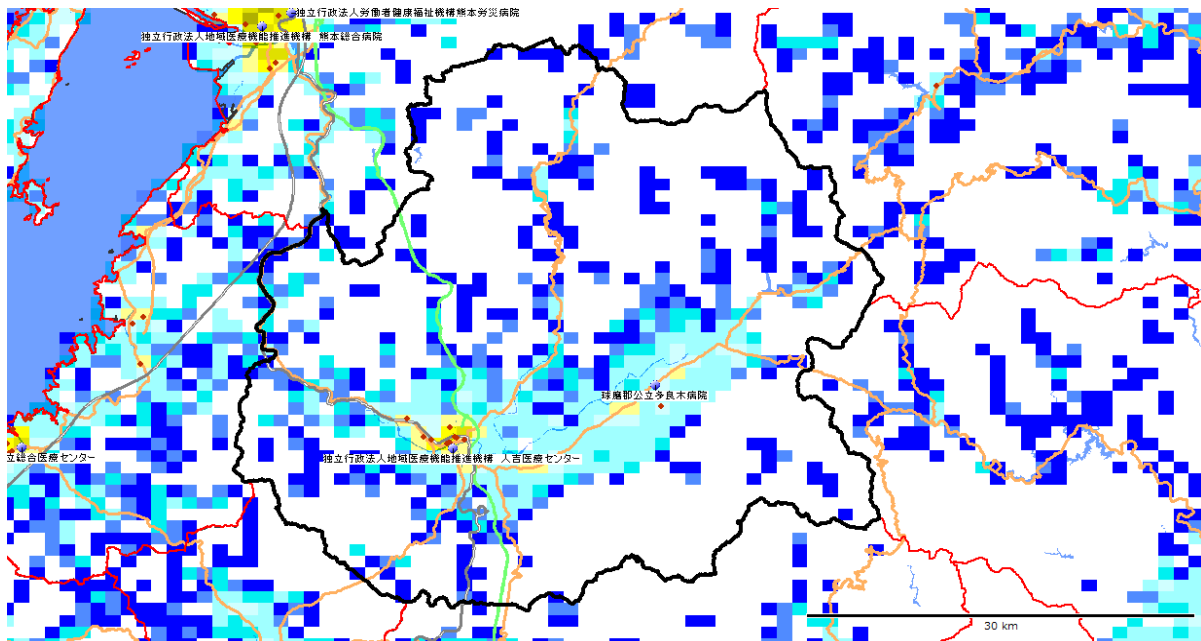 独立行政法人労働者健康福祉機構熊本労災病院
独立行政法人地域医療機能推進機構 熊本総合病院
球磨郡公立多良木病院
立総合医療センター
独立行政法人地域医療機能推進機構 人吉医療センター
30 km